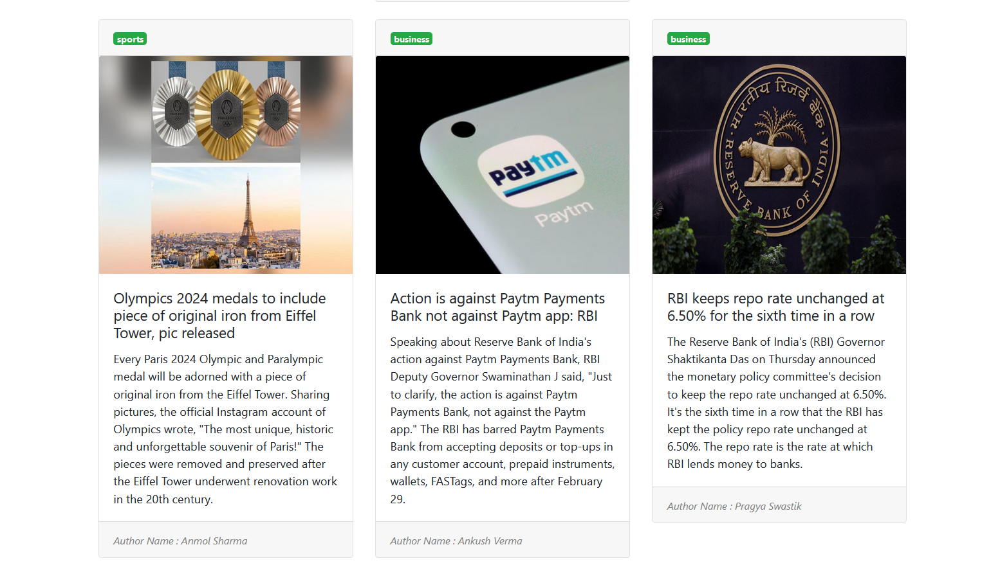 sports
PARIS 2024
Olympics 2024 medals to include
piece of original iron from Eiffel
Tower, pic released
Every Paris 2024 Olympic and Paralympic
medal will be adorned with a piece of
original iron from the Eiffel Tower. Sharing
pictures, the official Instagram account of
Olympics wrote, "The most unique, historic
and unforgettable souvenir of Paris!" The
pieces were removed and preserved after
the Eiffel Tower underwent renovation work
in the 20th century.
Author Name : Anmol Sharma
business
paytm
Paytm
Action is against Paytm Payments
Bank not against Paytm app: RBI
Speaking about Reserve Bank of India's
action against Paytm Payments Bank, RBI
Deputy Governor Swaminathan J said, "Just
to clarify, the action is against Paytm
Payments Bank, not against the Paytm
app." The RBI has barred Paytm Payments
Bank from accepting deposits or top-ups in
any customer account, prepaid instruments,
wallets, FASTags, and more after February
29.
Author Name : Ankush Verma
business
भारतीय रिज़र्व बैंक
RESERVE BANK OF INDIA
RBI keeps repo rate unchanged at
6.50% for the sixth time in a row
The Reserve Bank of India's (RBI) Governor
Shaktikanta Das on Thursday announced
the monetary policy committee's decision
to keep the repo rate unchanged at 6.50%.
It's the sixth time in a row that the RBI has
kept the policy repo rate unchanged at
6.50%. The repo rate is the rate at which
RBI lends money to banks.
Author Name : Pragya Swastik